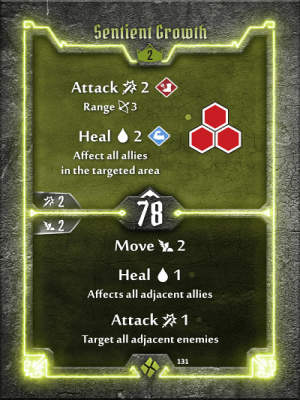 Sentient Growth
2
Attack 2
Range 3
Heal 2
Affect all allies
in the targeted area
2
78
2
Move 2
Heal 1
Affects all adjacent allies
Attack 1
Target all adjacent enemies
131